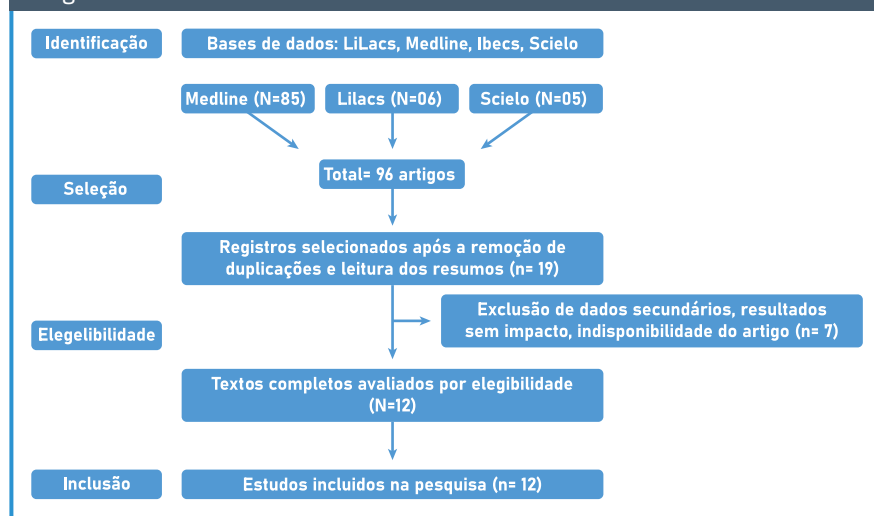 Identificação
Bases de dados: LiLacs, Medline, Ibecs, Scielo
Medline (N=85)
Lilacs (N=06)
Scielo (N=05)
Total= 96 artigos
Seleção
Registros selecionados após a remoção de
duplicações e leitura dos resumos (n= 19)
Exclusão de dados secundários, resultados
sem impacto, indisponibilidade do artigo (n= 7)
Elegelibilidade
Textos completos avaliados por elegibilidade
(N=12)
Inclusão
Estudos incluidos na pesquisa (n= 12)